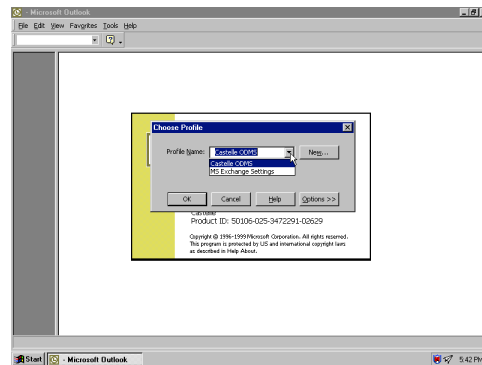 - Microsoft Outlook
File Edit View Favorites Tools Help
Choose Profile
Profile Name: Castelle ODMS New...
Castelle ODMS
MS Exchange Settings
OK Cancel Help Options >>
Castelle
Product ID: 50106-025-3472291-02629
Copyright © 1996-1999 Microsoft Corporation. All rights reserved.
This program is protected by US and international copyright laws
as described in Help About.
Start - Microsoft Outlook 5:42 PM